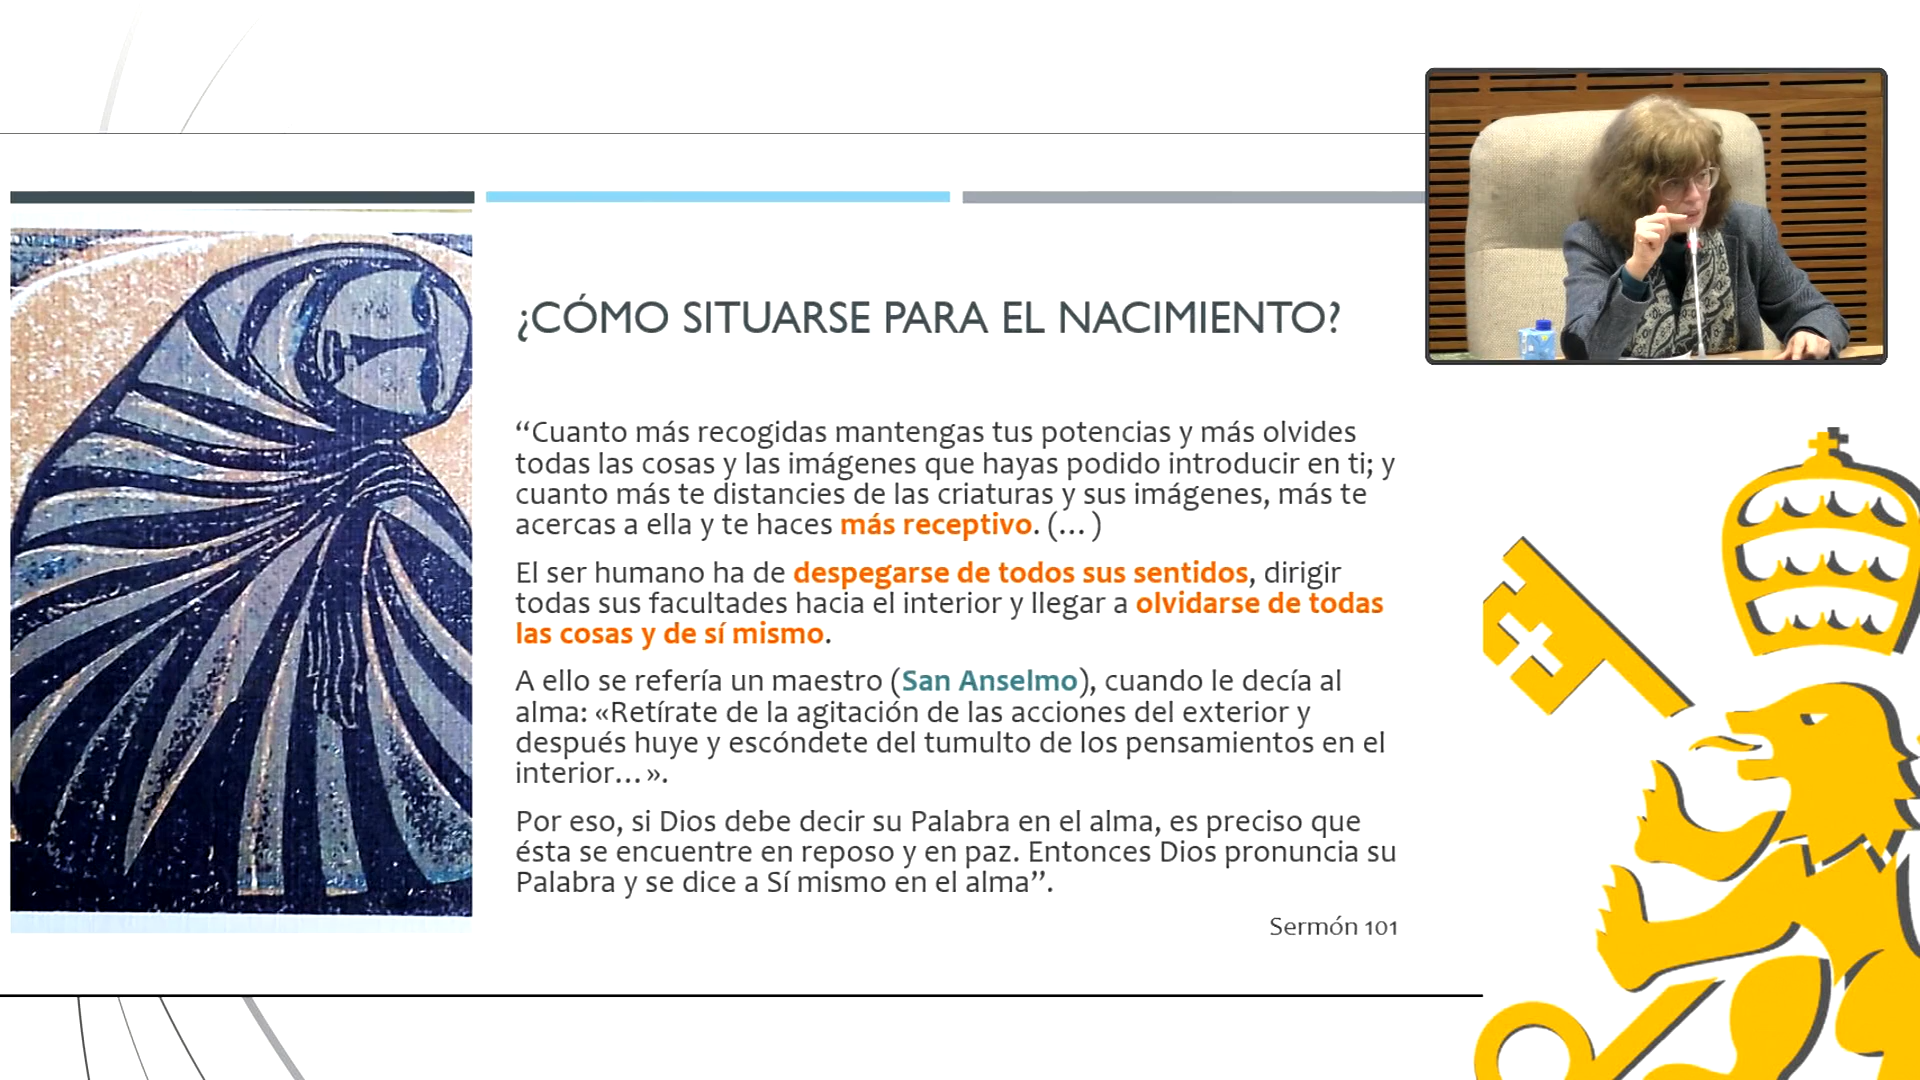 ¿CÓMO SITUARSE PARA EL NACIMIENTO?
“Cuanto más recogidas mantengas tus potencias y más olvides
todas las cosas y las imágenes que hayas podido introducir en ti; y
cuanto más te distancies de las criaturas y sus imágenes, más te
acercas a ella y te haces más receptivo. (…)
El ser humano ha de despegarse de todos sus sentidos, dirigir
todas sus facultades hacia el interior y llegar a olvidarse de todas
las cosas y de sí mismo.
A ello se refería un maestro (San Anselmo), cuando le decía al
alma: «Retírate de la agitación de las acciones del exterior y
después huye y escóndete del tumulto de los pensamientos en el
interior…».
Por eso, si Dios debe decir su Palabra en el alma, es preciso que
ésta se encuentre en reposo y en paz. Entonces Dios pronuncia su
Palabra y se dice a Sí mismo en el alma”.
Sermón 101